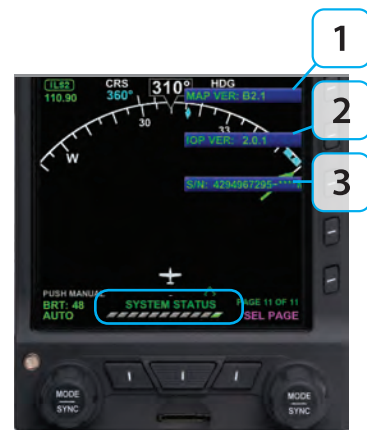 1
ILS2 CRS 310° HDG
110.90 360°
MAP VER: B2.1
2
30 33
IOP VER: 2.0.1
W
3
S/N: 4294967295-****
PUSH MANUAL
BRT: 48 SYSTEM STATUS PAGE 11 OF 11
AUTO SEL PAGE
MODE MODE
SYNC SYNC